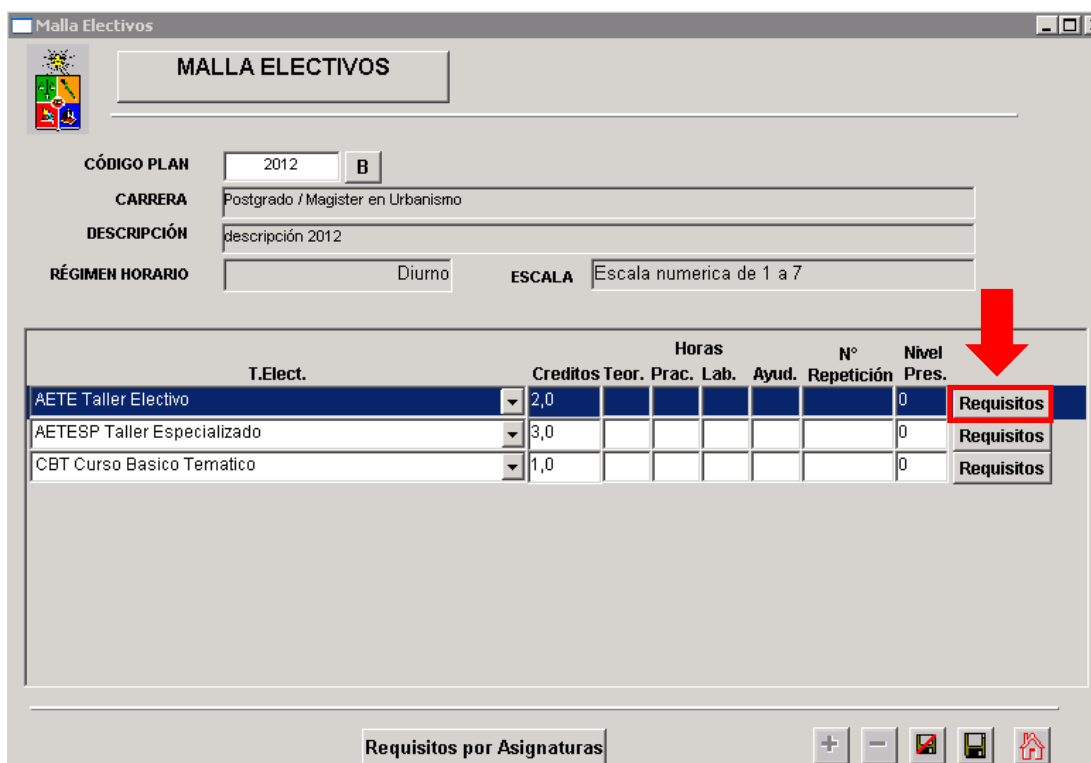 Malla Electivos
MALLA ELECTIVOS
CÓDIGO PLAN 2012 B
CARRERA Postgrado / Magister en Urbanismo
DESCRIPCIÓN descripción 2012
RÉGIMEN HORARIO Diurno ESCALA Escala numerica de 1 a 7
Horas
T.Elect. Creditos Teor. Prac. Lab. Ayud. N° Repetición Nivel Pres.
AETE Taller Electivo 2,0 0 Requisitos
AETESP Taller Especializado 3,0 0 Requisitos
CBT Curso Basico Tematico 1,0 0 Requisitos
Requisitos por Asignaturas + -